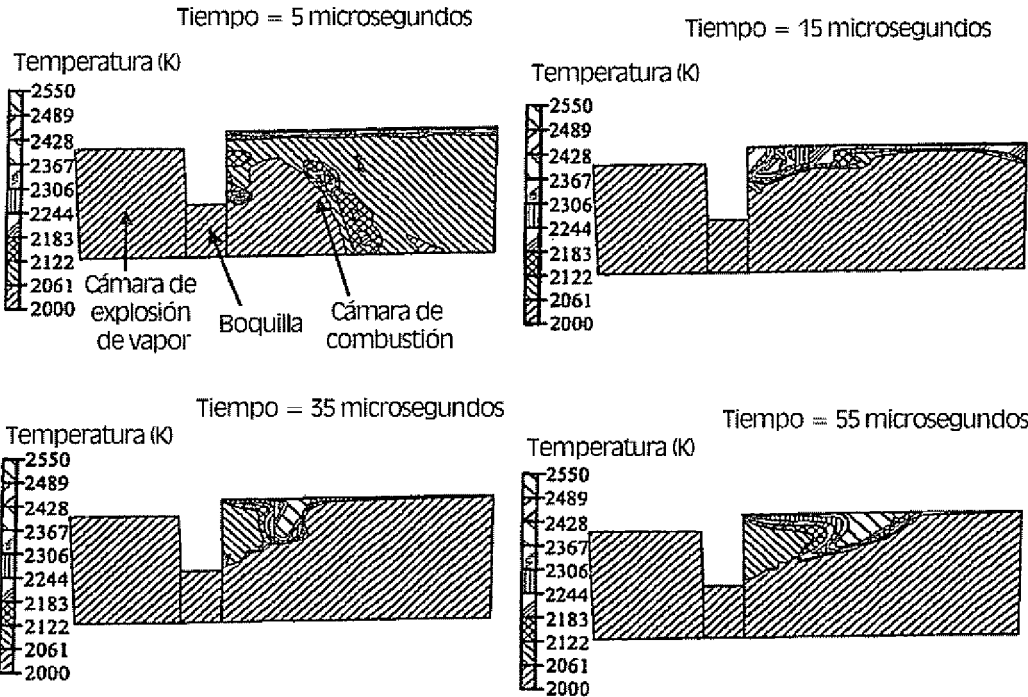 Tiempo = 5 microsegundos
Temperatura (K)
2550
2489
2428
2367
2306
2244
2183
2122
2061
2000
Cámara de
explosión
de vapor
Boquilla
Cámara de
combustión
Tiempo = 15 microsegundos
Temperatura (K)
2550
2489
2428
2367
2306
2244
2183
2122
2061
2000
Tiempo = 35 microsegundos
Temperatura (K)
2550
2489
2428
2367
2306
2244
2183
2122
2061
2000
Tiempo = 55 microsegundos
Temperatura (K)
2550
2489
2428
2367
2306
2244
2183
2122
2061
2000